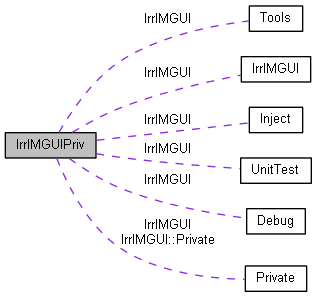 Tools
IrrIMGUI
IrrIMGUI
IrrIMGUI
IrrIMGUI
Inject
IrrIMGUIPriv
IrrIMGUI
UnitTest
IrrIMGUI
Debug
IrrIMGUI
IrrIMGUI::Private
Private